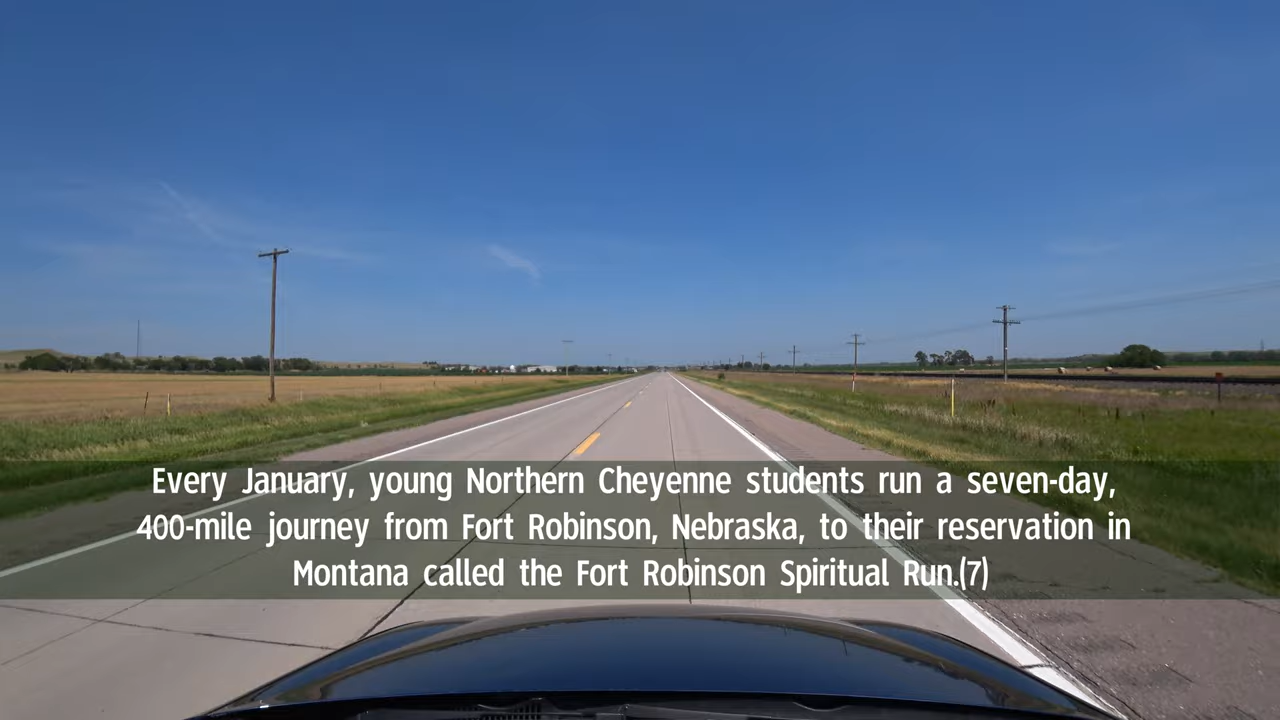 Every January, young Northern Cheyenne students run a seven-day,
400-mile journey from Fort Robinson, Nebraska, to their reservation in
Montana called the Fort Robinson Spiritual Run.(7)